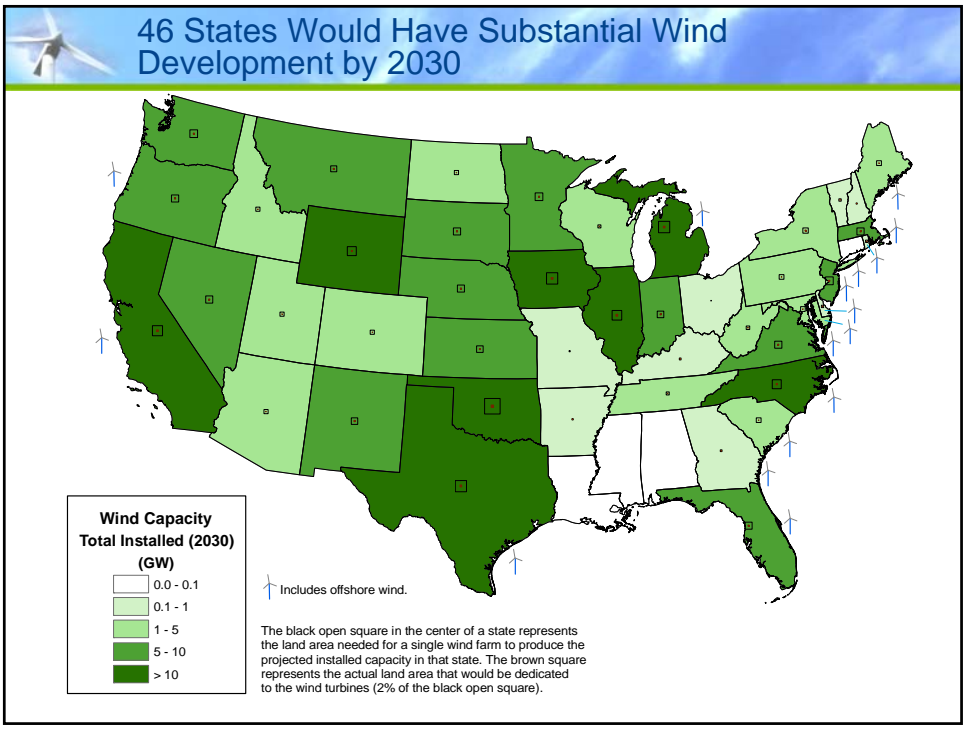 46 States Would Have Substantial Wind
Development by 2030
Wind Capacity
Total Installed (2030)
(GW)
0.0 - 0.1
0.1 - 1
1 - 5
5 - 10
> 10
Includes offshore wind.
The black open square in the center of a state represents
the land area needed for a single wind farm to produce the
projected installed capacity in that state. The brown square
represents the actual land area that would be dedicated
to the wind turbines (2% of the black open square).